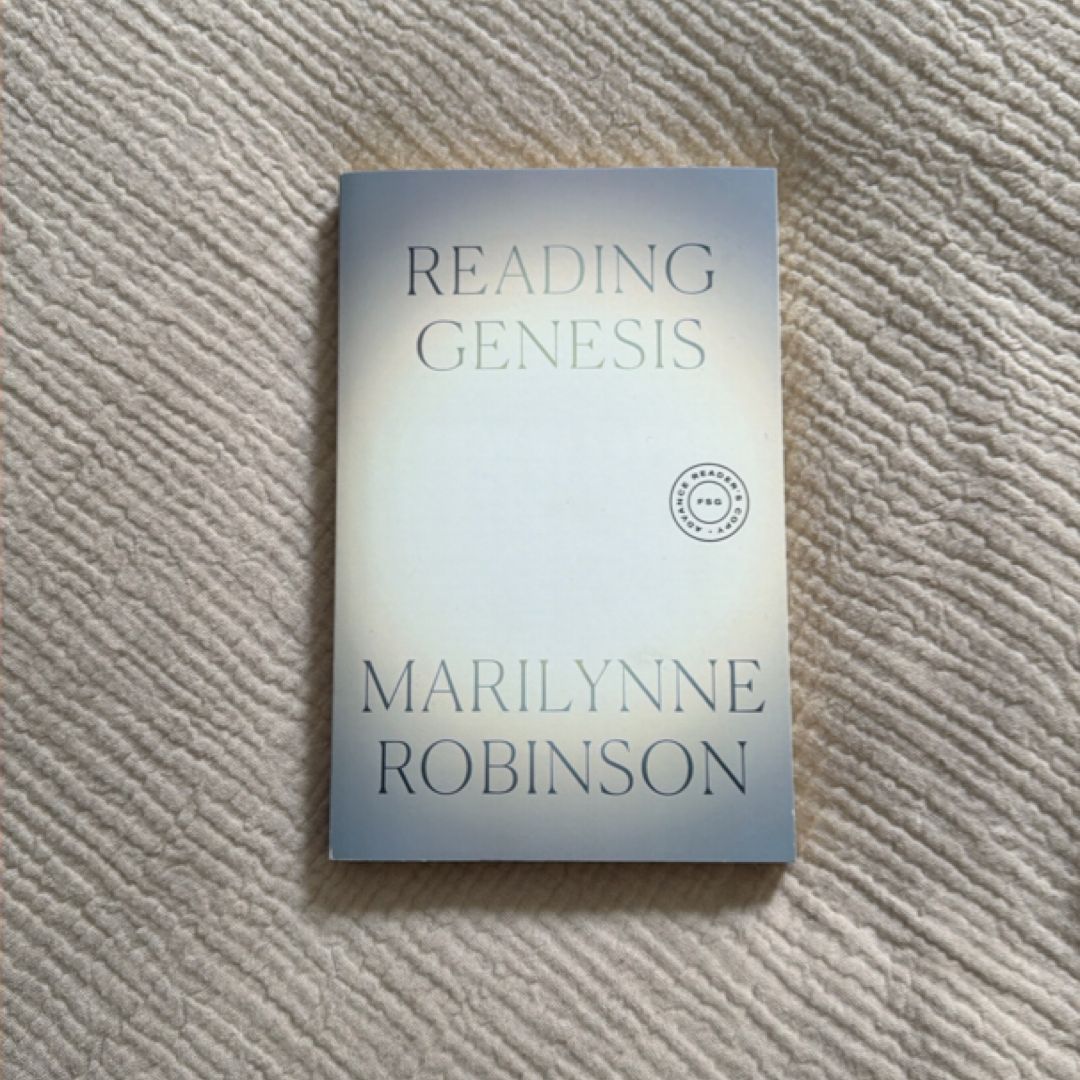 READING
GENESIS
ADVANCE READER'S COPY •
FSG
MARILYNNE
ROBINSON